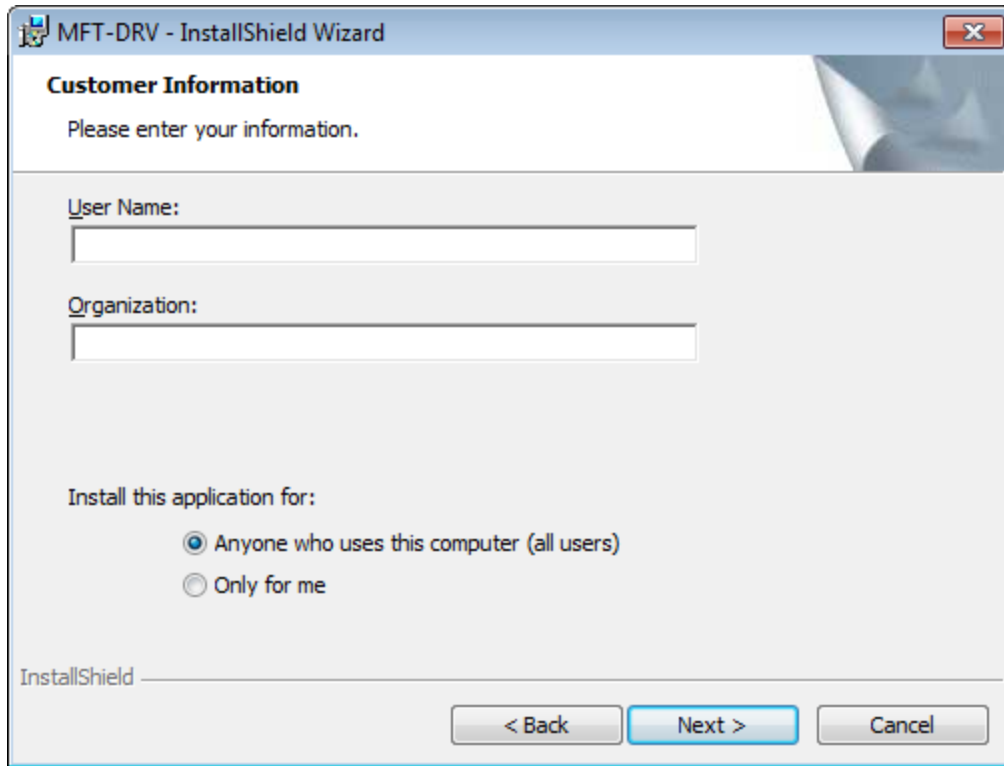 MFT-DRV - InstallShield Wizard
Customer Information
Please enter your information.
User Name:
Organization:
Install this application for:
Anyone who uses this computer (all users)
Only for me
InstallShield
< Back Next > Cancel